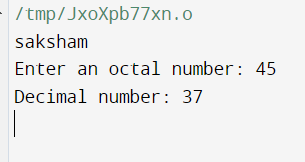 /tmp/JxoXpb77xn.o
saksham
Enter an octal number: 45
Decimal number: 37